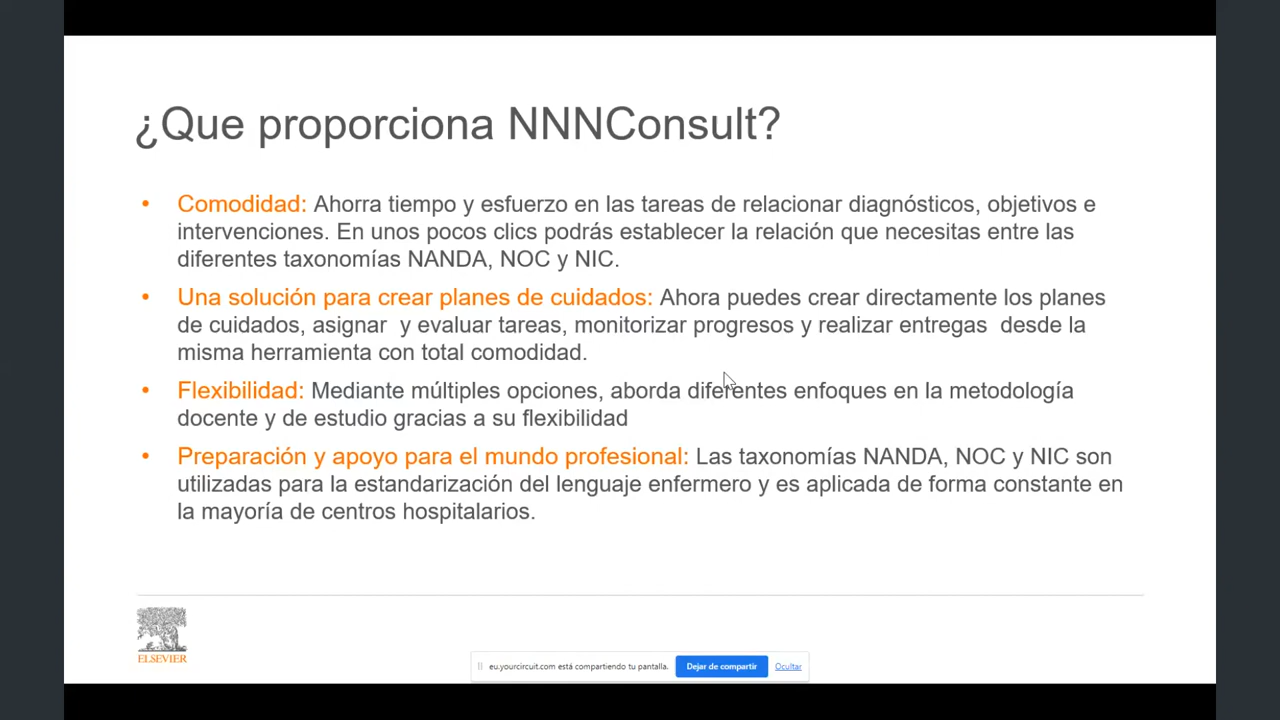 ¿Que proporciona NNNConsult?
• Comodidad: Ahorra tiempo y esfuerzo en las tareas de relacionar diagnósticos, objetivos e
intervenciones. En unos pocos clics podrás establecer la relación que necesitas entre las
diferentes taxonomías NANDA, NOC y NIC.
• Una solución para crear planes de cuidados: Ahora puedes crear directamente los planes
de cuidados, asignar  y evaluar tareas, monitorizar progresos y realizar entregas  desde la
misma herramienta con total comodidad.
• Flexibilidad: Mediante múltiples opciones, aborda diferentes enfoques en la metodología
docente y de estudio gracias a su flexibilidad
• Preparación y apoyo para el mundo profesional: Las taxonomías NANDA, NOC y NIC son
utilizadas para la estandarización del lenguaje enfermero y es aplicada de forma constante en
la mayoría de centros hospitalarios.
ELSEVIER
eu.yourcircuit.com está compartiendo tu pantalla. Dejar de compartir Ocultar